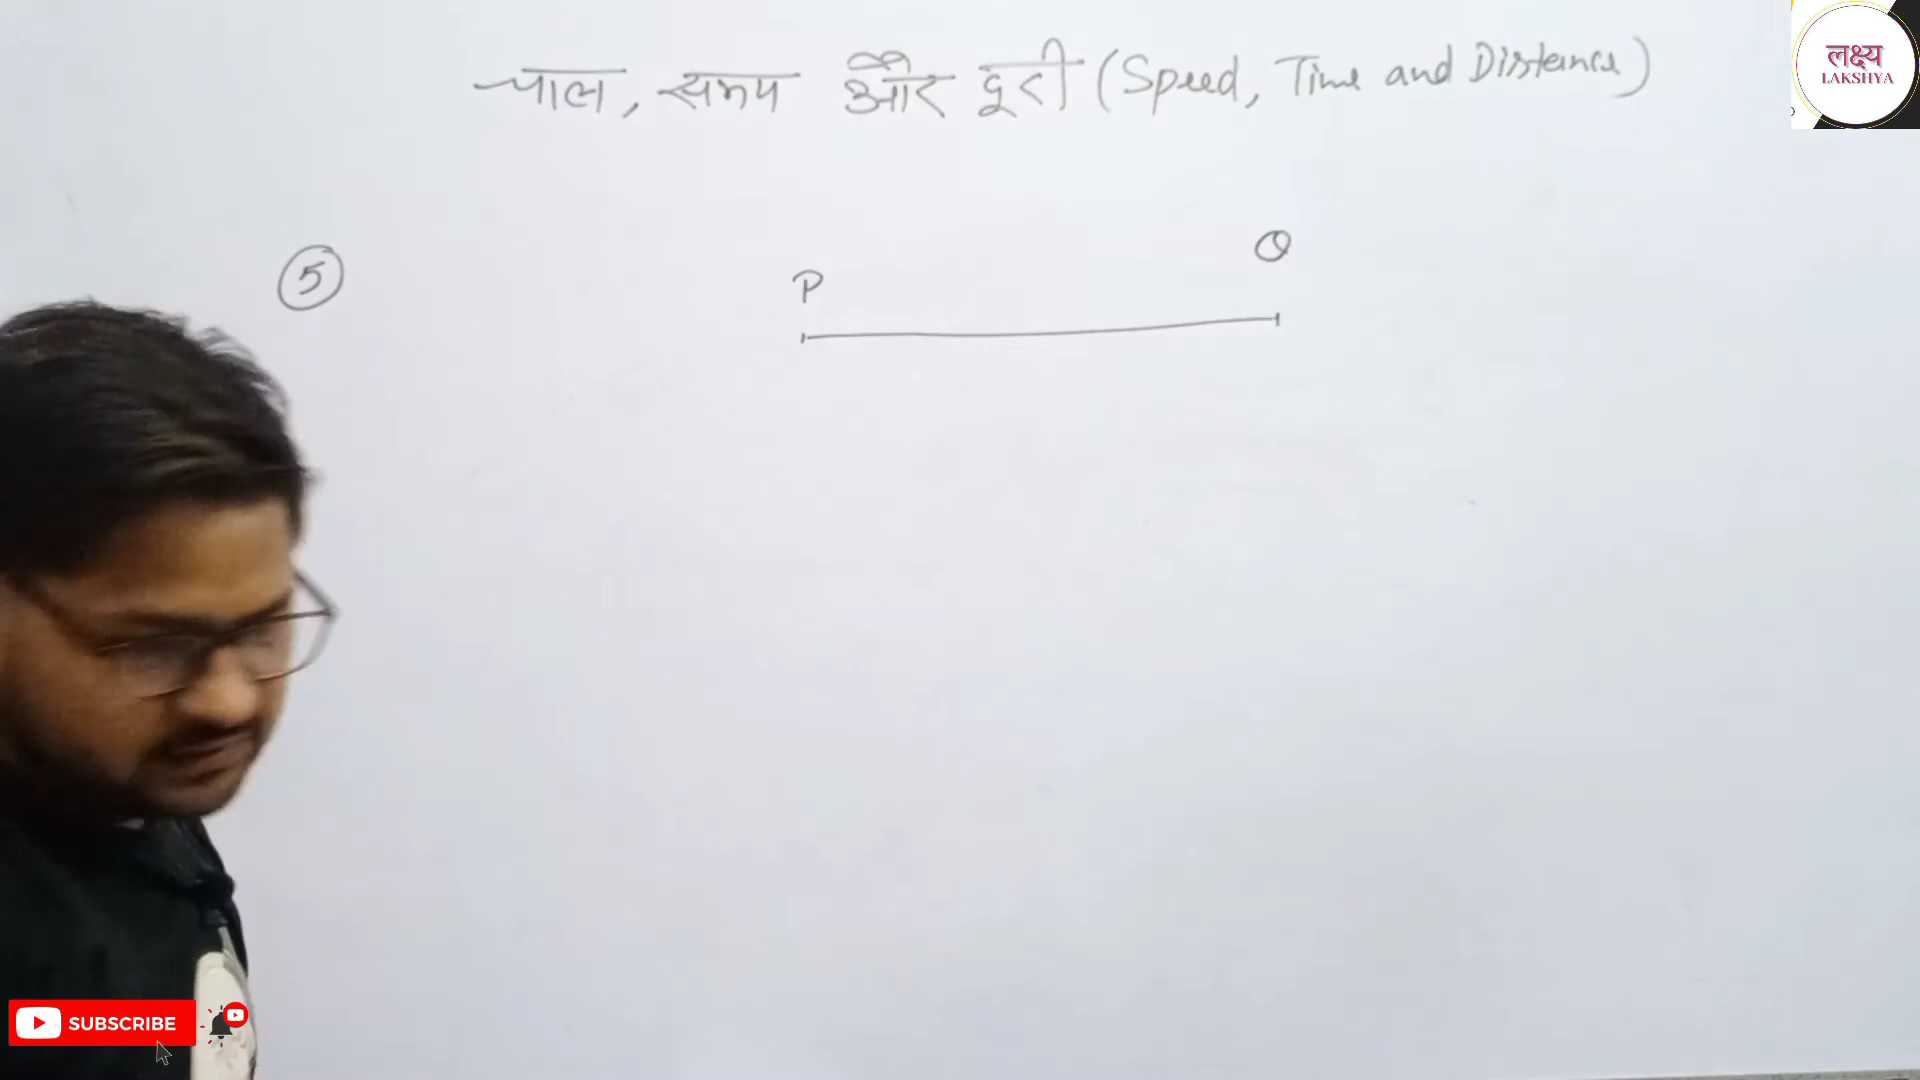 चाल, समय और दूरी (Speed, Time and Distance)
लक्ष्य
LAKSHYA
5
P
Q
SUBSCRIBE